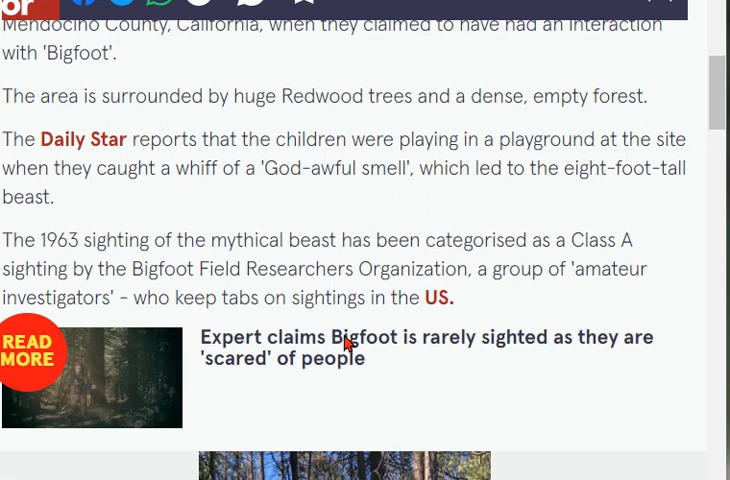 or
Mendocino County, California, when they claimed to have had an interaction
with 'Bigfoot'.
The area is surrounded by huge Redwood trees and a dense, empty forest.
The Daily Star reports that the children were playing in a playground at the site
when they caught a whiff of a 'God-awful smell', which led to the eight-foot-tall
beast.
The 1963 sighting of the mythical beast has been categorised as a Class A
sighting by the Bigfoot Field Researchers Organization, a group of 'amateur
investigators' - who keep tabs on sightings in the US.
READ
MORE
Expert claims Bigfoot is rarely sighted as they are
'scared' of people